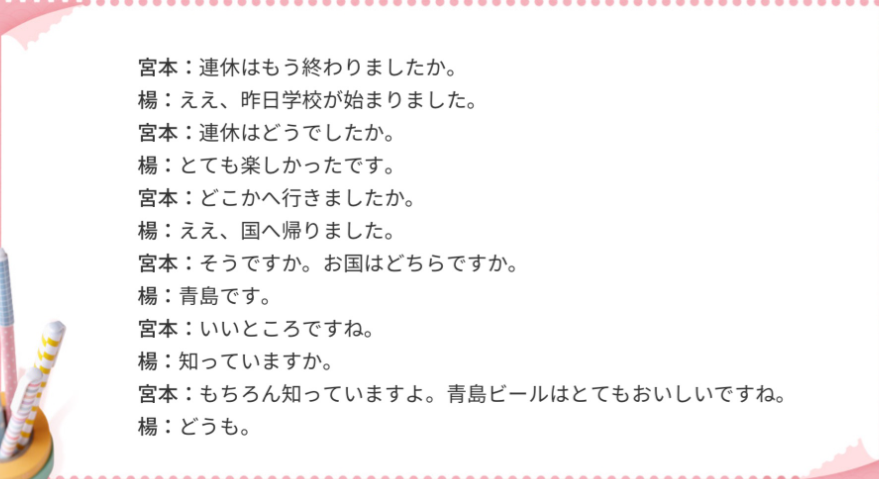 宮本：連休はもう終わりましたか。
楊：ええ、昨日学校が始まりました。
宮本：連休はどうでしたか。
楊：とても楽しかったです。
宮本：どこかへ行きましたか。
楊：ええ、国へ帰りました。
宮本：そうですか。お国はどちらですか。
楊：青島です。
宮本：いいところですね。
楊：知っていますか。
宮本：もちろん知っていますよ。青島ビールはとてもおいしいですね。
楊：どうも。